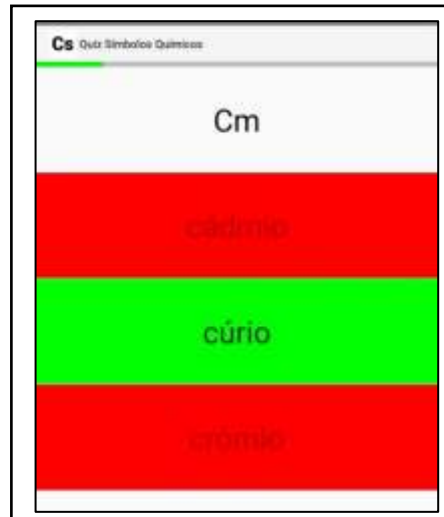 Cs Quiz Símbolos Químicos
Cm
cádmio
cúrio
crómio